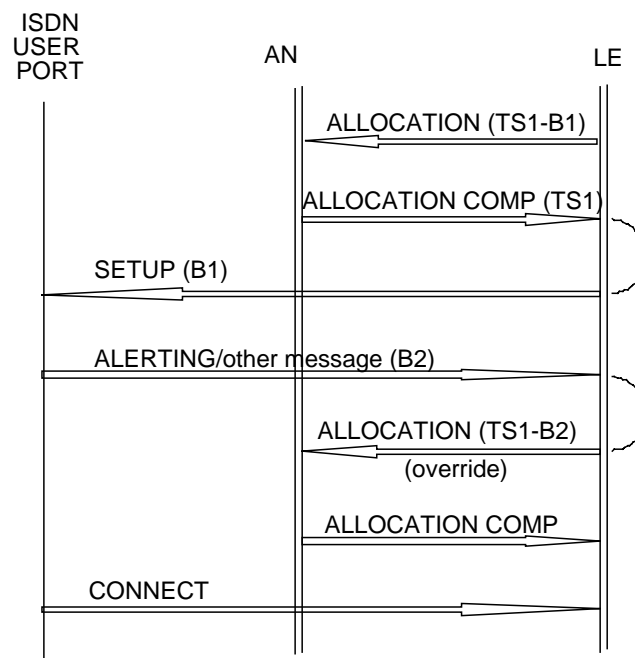 ISDN
USER
PORT
AN
LE
ALLOCATION (TS1-B1)
ALLOCATION COMP (TS1)
SETUP (B1)
ALERTING/other message (B2)
ALLOCATION (TS1-B2)
(override)
ALLOCATION COMP
CONNECT